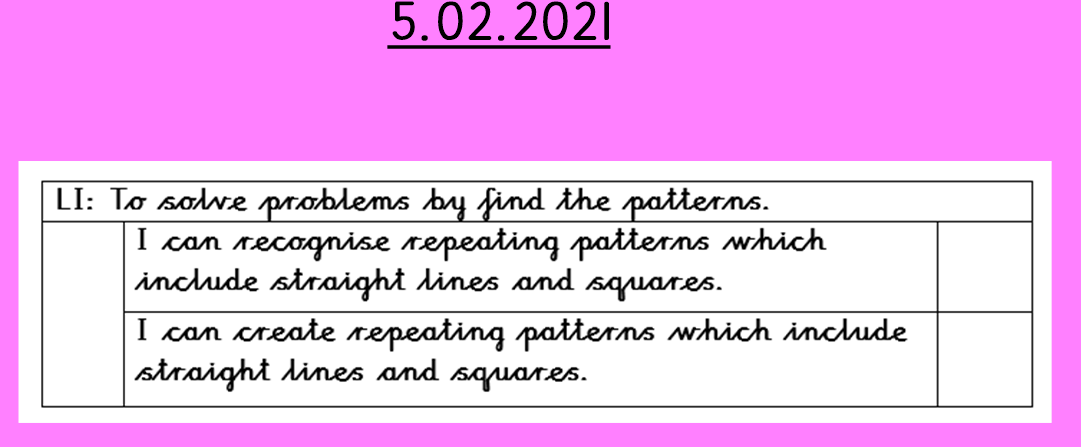 5.02.2021
LI: To solve problems by find the patterns.
I can recognise repeating patterns which
include straight lines and squares.
I can create repeating patterns which include
straight lines and squares.